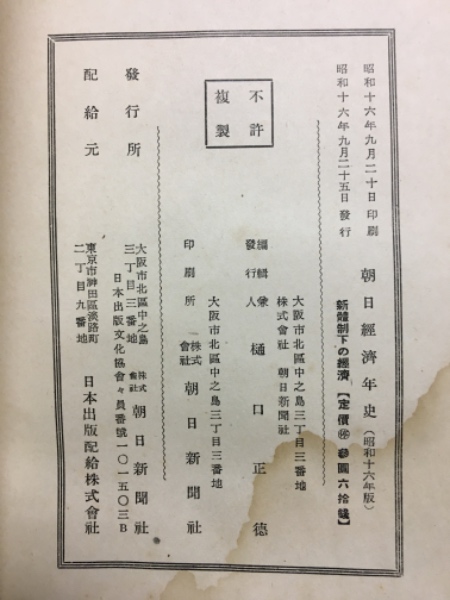 昭和十六年九月二十日 印刷
昭和十六年九月二十五日 發行
朝日經濟年史(昭和十六年版)
新體制下の經濟【定價㊕參圓六拾錢】
不許
複製
大阪市北區中之島三丁目三番地
株式會社 朝日新聞社
編輯兼
發行人 樋口正德
大阪市北區中之島三丁目三番地
印刷所 株式會社 朝日新聞社
發行所
大阪市北區中之島
三丁目三番地
株式會社 朝日新聞社
日本出版文化協會々員番號一〇一五〇三B
配給元
東京市神田區淡路町
二丁目九番地
日本出版配給株式會社